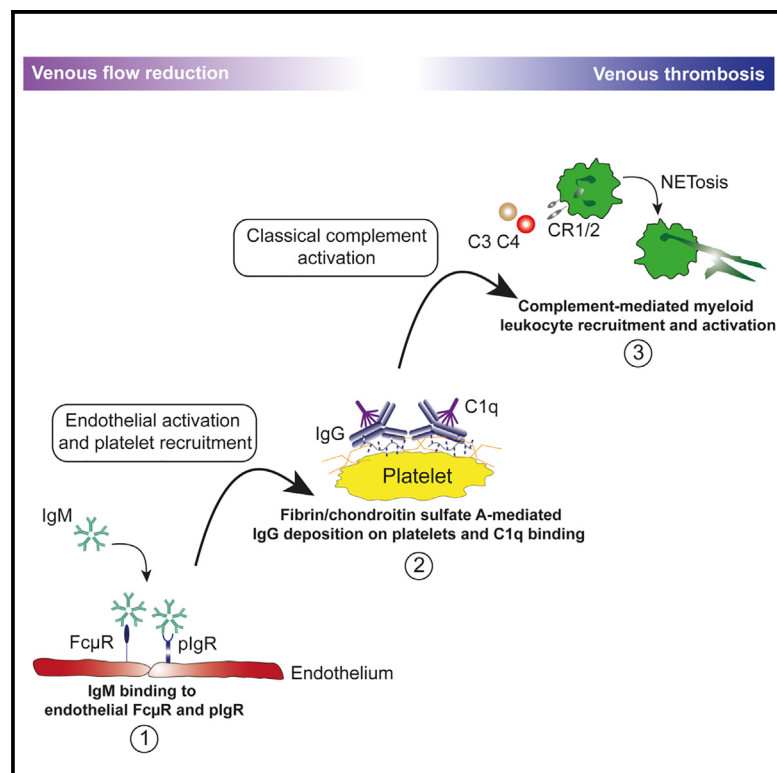 Venous flow reduction
Venous thrombosis
NETosis
C3 C4
CR1/2
Classical complement
activation
Complement-mediated myeloid
leukocyte recruitment and activation
3
Endothelial activation
and platelet recruitment
C1q
IgG
Platelet
Fibrin/chondroitin sulfate A-mediated
IgG deposition on platelets and C1q binding
2
IgM
FcμR
pIgR
Endothelium
IgM binding to
endothelial FcμR and pIgR
1